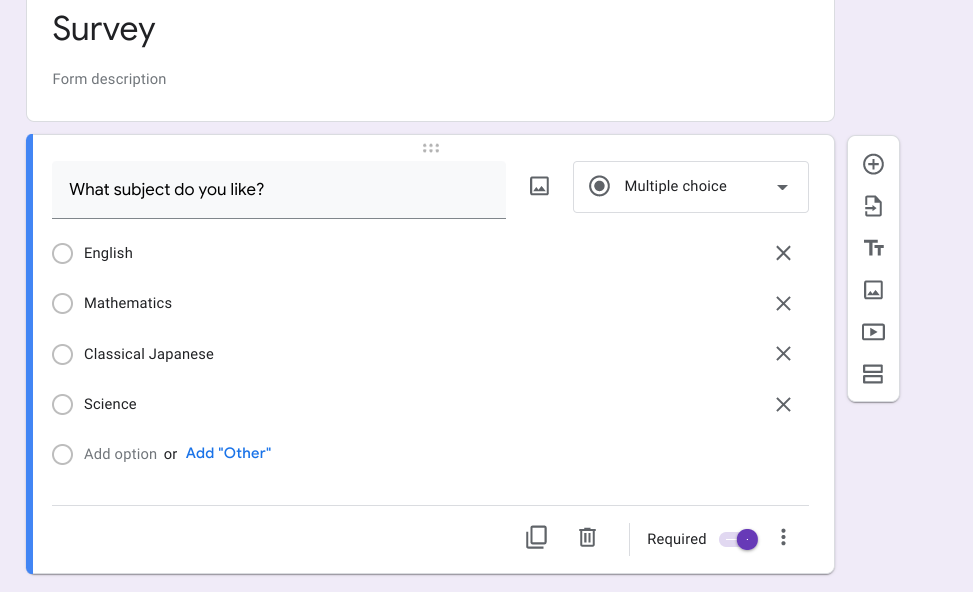 Survey
Form description
What subject do you like?
Multiple choice
English
Mathematics
Classical Japanese
Science
Add option or Add "Other"
Required